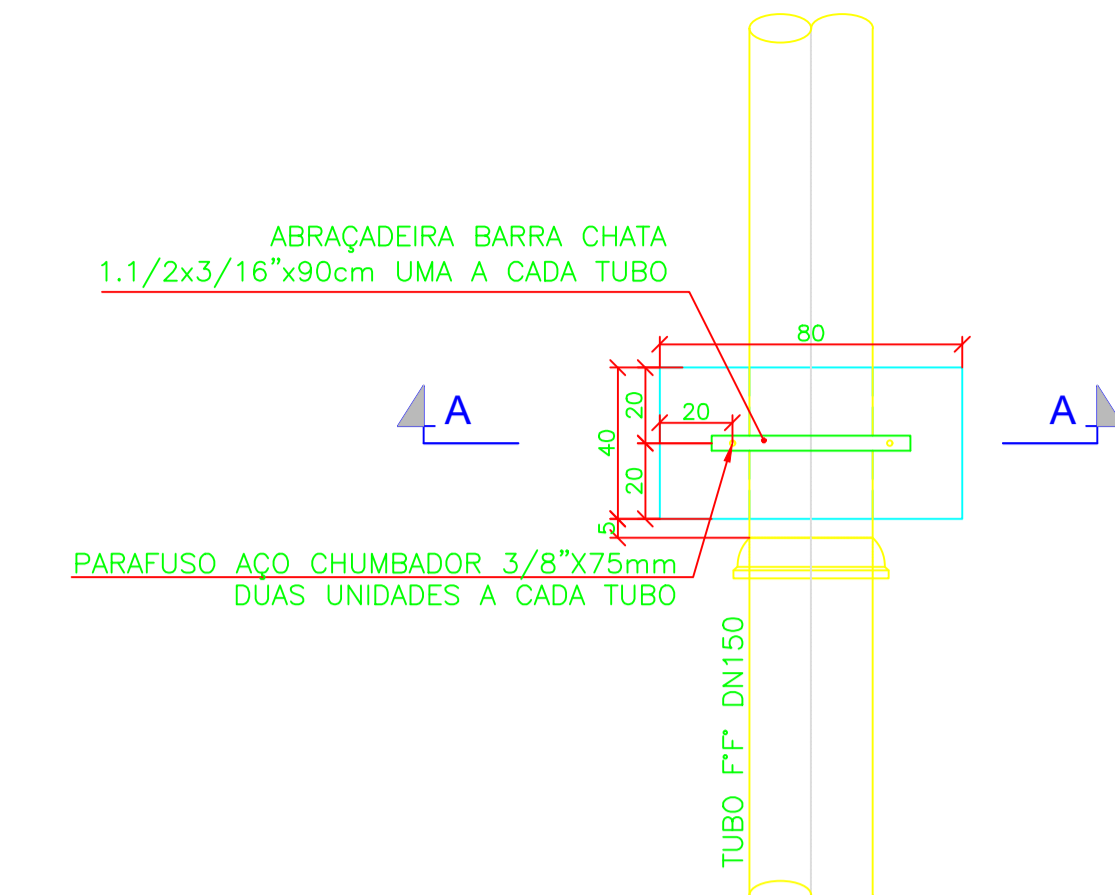 ABRAÇADEIRA BARRA CHATA
1.1/2x3/16"x90cm UMA A CADA TUBO
80
A
A
20
20
40
20
5
PARAFUSO AÇO CHUMBADOR 3/8"X75mm
DUAS UNIDADES A CADA TUBO
TUBO F°F° DN150